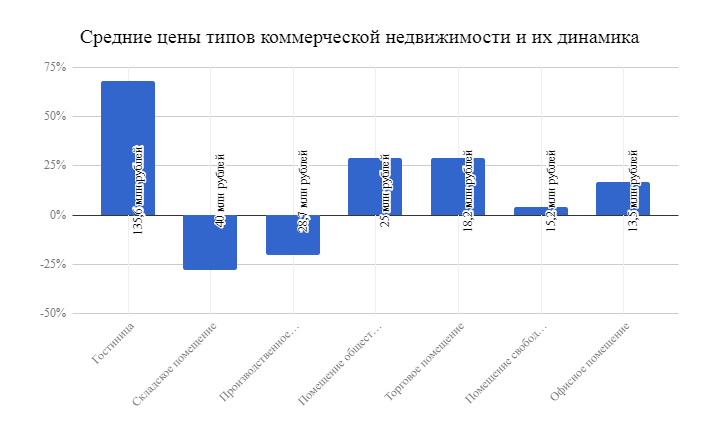 Средние цены типов коммерческой недвижимости и их динамика
75%
50%
25%
0%
-25%
-50%
135,6 млн рублей
40 млн рублей
28,7 млн рублей
25 млн рублей
18,2 млн рублей
15,2 млн рублей
13,5 млн рублей
Гостиница
Складское помещение
Производственное...
Помещение общест...
Торговое помещение
Помещение свобод...
Офисное помещение